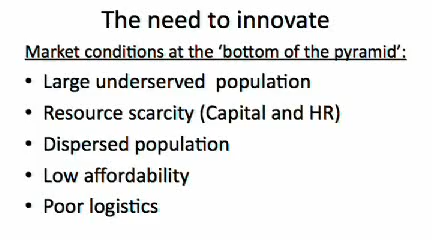 The need to innovate
Market conditions at the 'bottom of the pyramid':
• Large underserved population
• Resource scarcity (Capital and HR)
• Dispersed population
• Low affordability
• Poor logistics